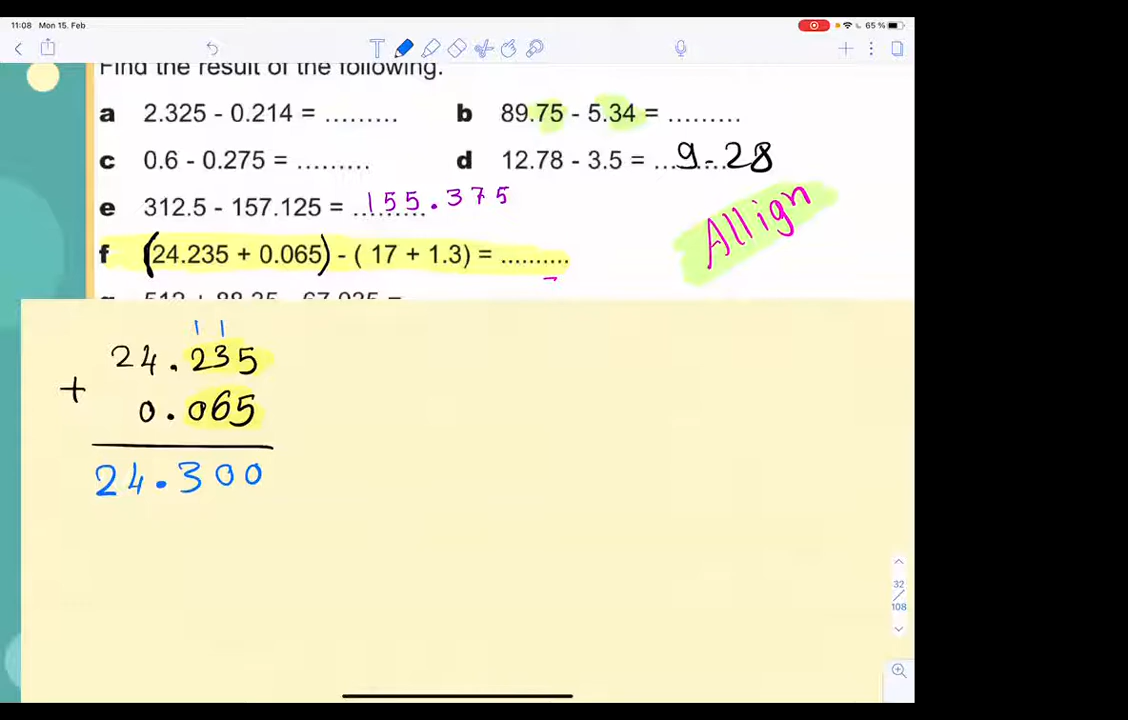 11:08 Mon 15. Feb
65 %
Find the result of the following.
a 2.325 - 0.214 = .........
b 89.75 - 5.34 = .........
c 0.6 - 0.275 = .........
d 12.78 - 3.5 = ......... 9.28
e 312.5 - 157.125 = ......... 155.375
Allign
f (24.235 + 0.065) - ( 17 + 1.3) = ..........
11
24.235
+
0.065
24.300
32
/
108